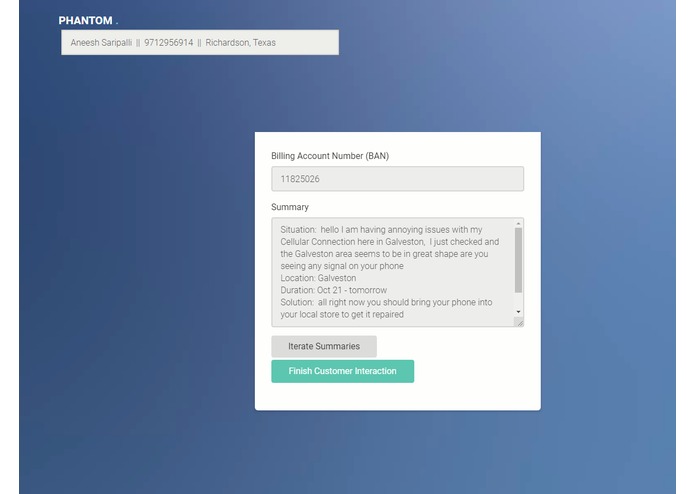 PHANTOM .
Aneesh Saripalli || 9712956914 || Richardson, Texas
Billing Account Number (BAN)
11825026
Summary
Situation: hello I am having annoying issues with my
Cellular Connection here in Galveston, I just checked and
the Galveston area seems to be in great shape are you
seeing any signal on your phone
Location: Galveston
Duration: Oct 21 - tomorrow
Solution: all right now you should bring your phone into
your local store to get it repaired
Iterate Summaries
Finish Customer Interaction